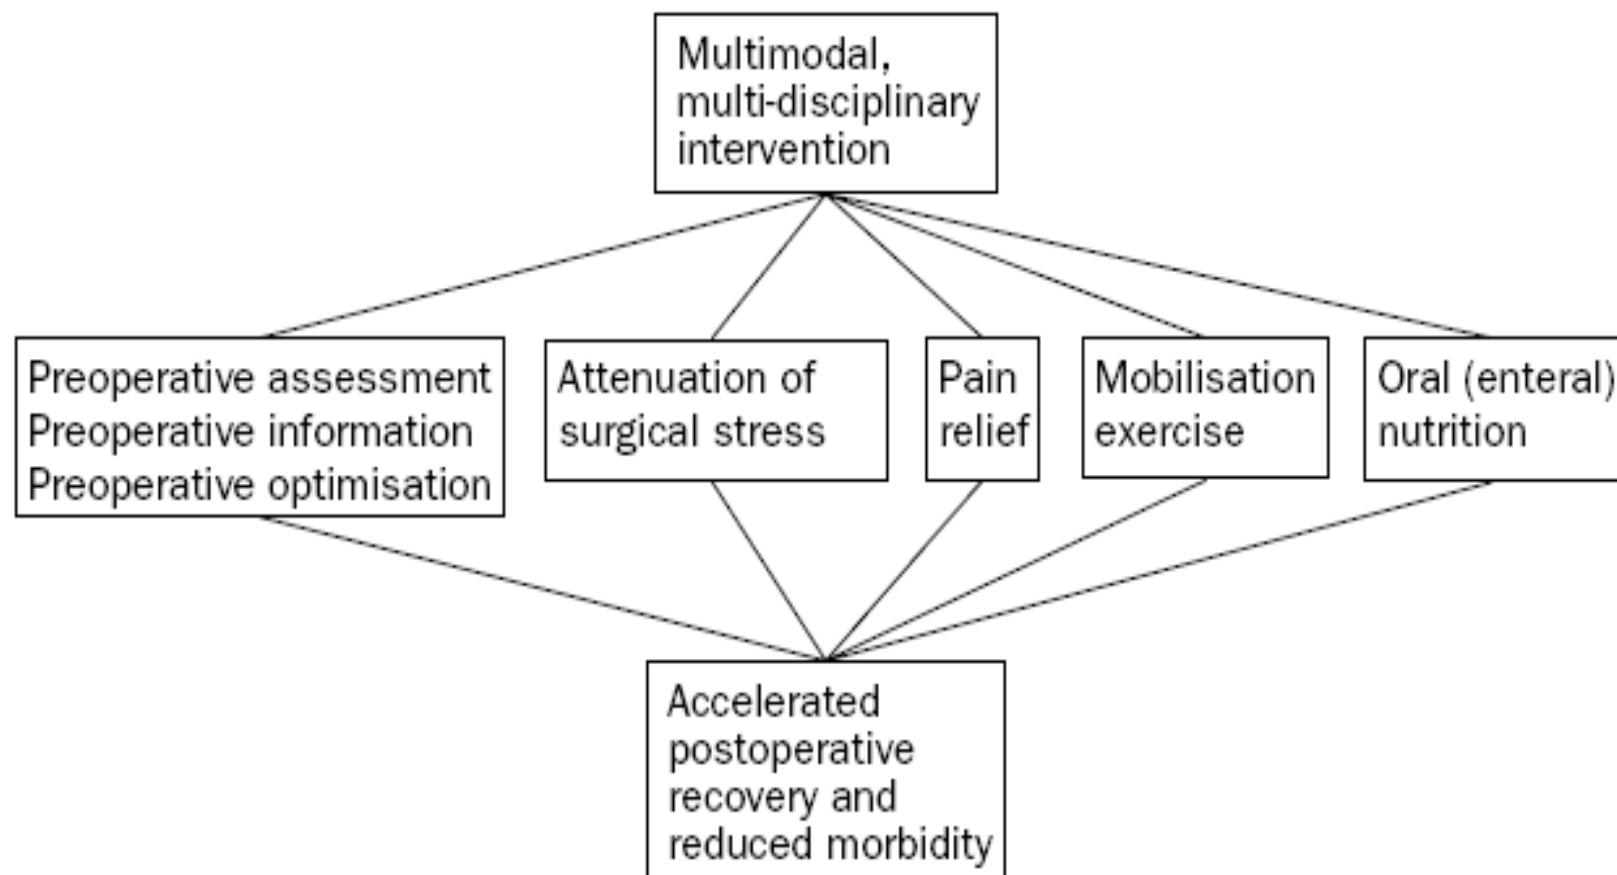 Multimodal,
multi-disciplinary
intervention
Preoperative assessment
Preoperative information
Preoperative optimisation
Attenuation of
surgical stress
Pain
relief
Mobilisation
exercise
Oral (enteral)
nutrition
Accelerated
postoperative
recovery and
reduced morbidity